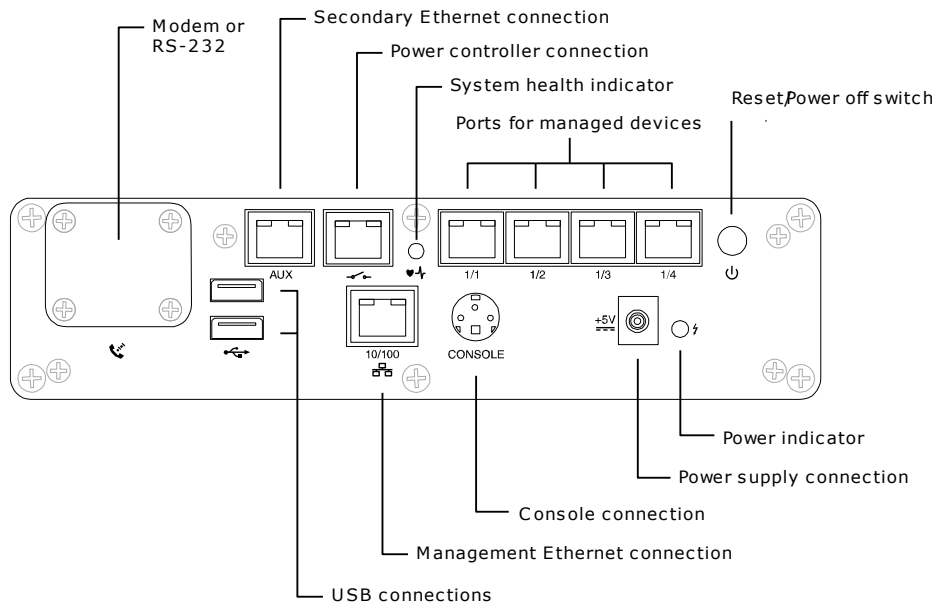 Secondary Ethernet connection
Modem or
RS-232
Power controller connection
System health indicator
Reset/Power off switch
Ports for managed devices
AUX
1/1
1/2
1/3
1/4
+5V
10/100
CONSOLE
Power indicator
Power supply connection
Console connection
Management Ethernet connection
USB connections